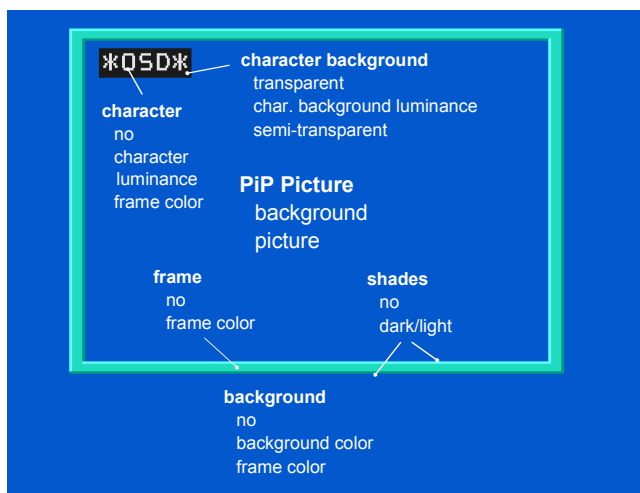 *OSD*
character background
transparent
char. background luminance
semi-transparent
character
no
character
luminance
frame color
PiP Picture
background
picture
frame
no
frame color
shades
no
dark/light
background
no
background color
frame color